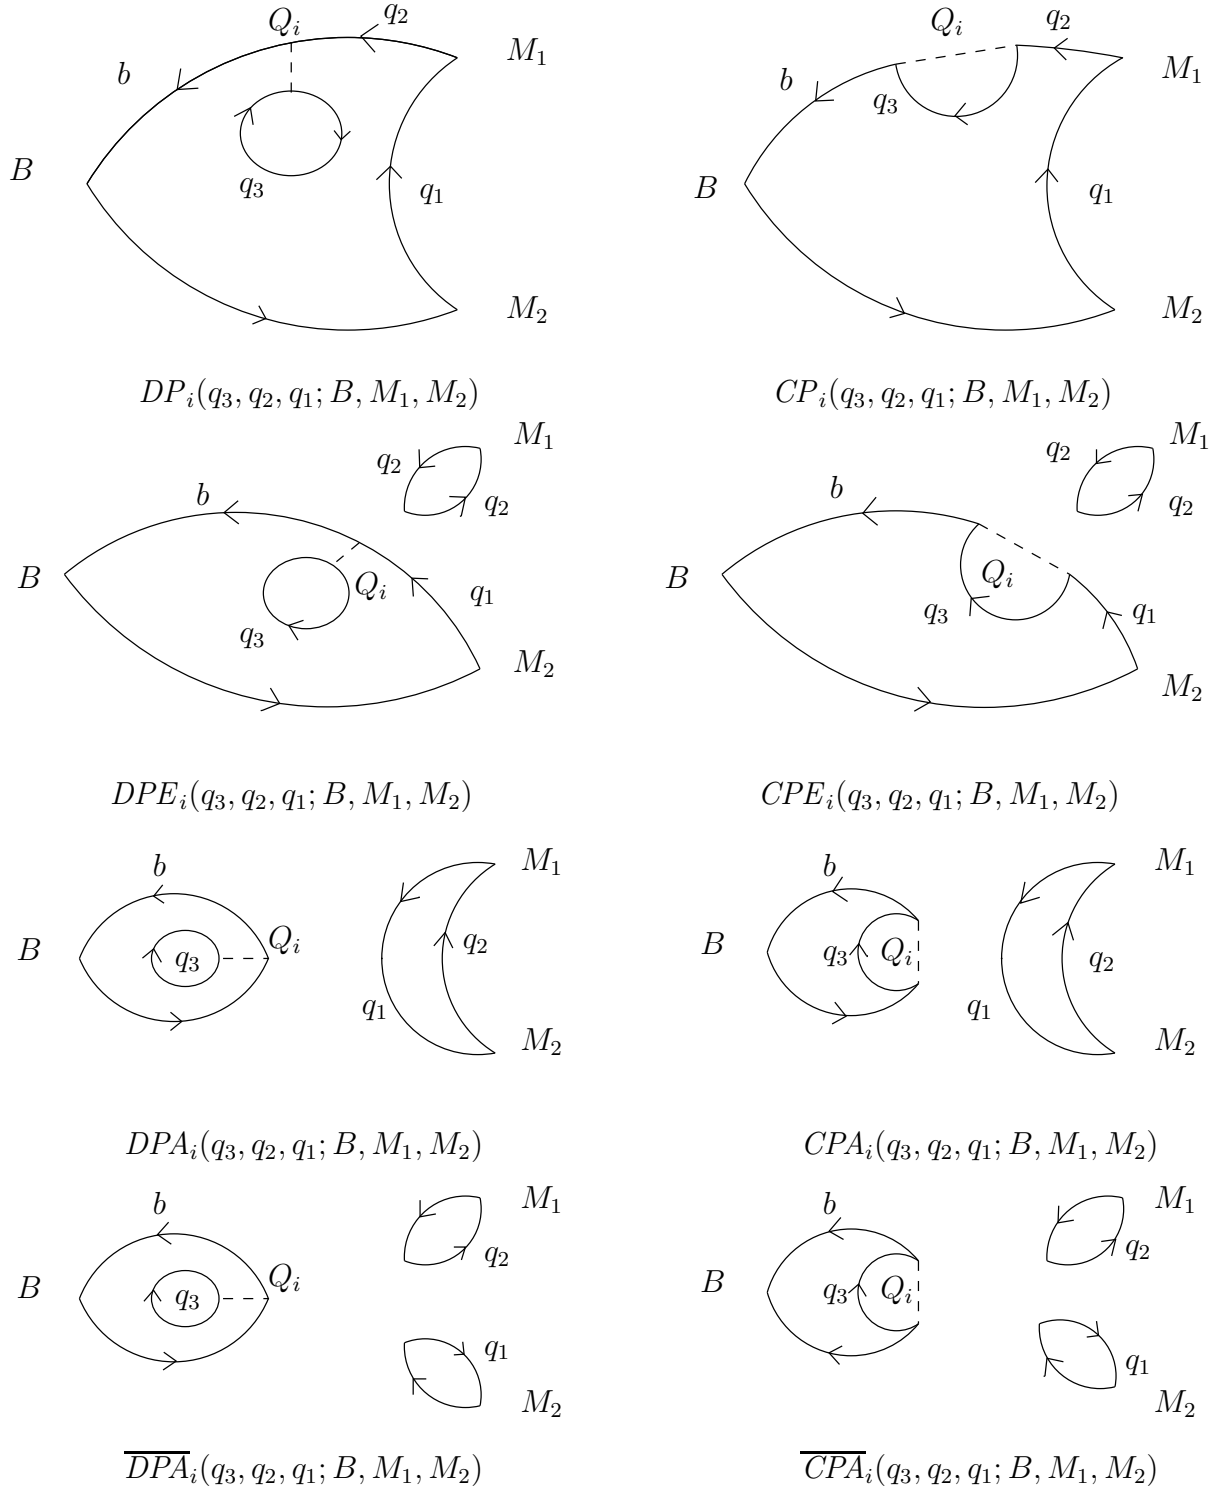 Q_i q_2
b M_1
B q_3 q_1
M_2
DP_i(q_3, q_2, q_1; B, M_1, M_2)
Q_i q_2
b q_3 M_1
B q_1
M_2
CP_i(q_3, q_2, q_1; B, M_1, M_2)
M_1
q_2
b q_2
B Q_i q_1
q_3
M_2
DPE_i(q_3, q_2, q_1; B, M_1, M_2)
M_1
q_2
b q_2
B Q_i
q_3 q_1
M_2
CPE_i(q_3, q_2, q_1; B, M_1, M_2)
b M_1
B q_3 Q_i q_2
q_1
M_2
DPA_i(q_3, q_2, q_1; B, M_1, M_2)
b M_1
B q_3 Q_i q_2
q_1
M_2
CPA_i(q_3, q_2, q_1; B, M_1, M_2)
b M_1
q_2
B q_3 Q_i
q_1
M_2
\overline{DPA}_i(q_3, q_2, q_1; B, M_1, M_2)
b M_1
q_2
B q_3 Q_i
q_1
M_2
\overline{CPA}_i(q_3, q_2, q_1; B, M_1, M_2)